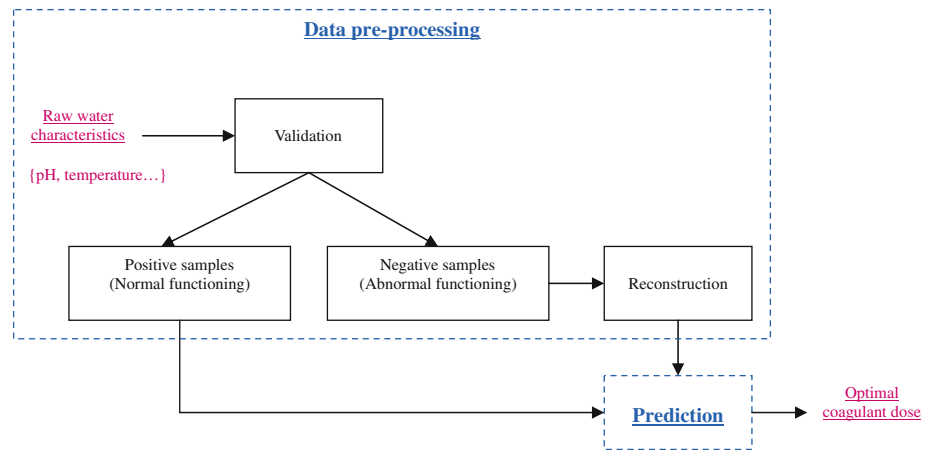 Data pre-processing
Raw water
characteristics
{pH, temperature…}
Validation
Positive samples
(Normal functioning)
Negative samples
(Abnormal functioning)
Reconstruction
Prediction
Optimal
coagulant dose